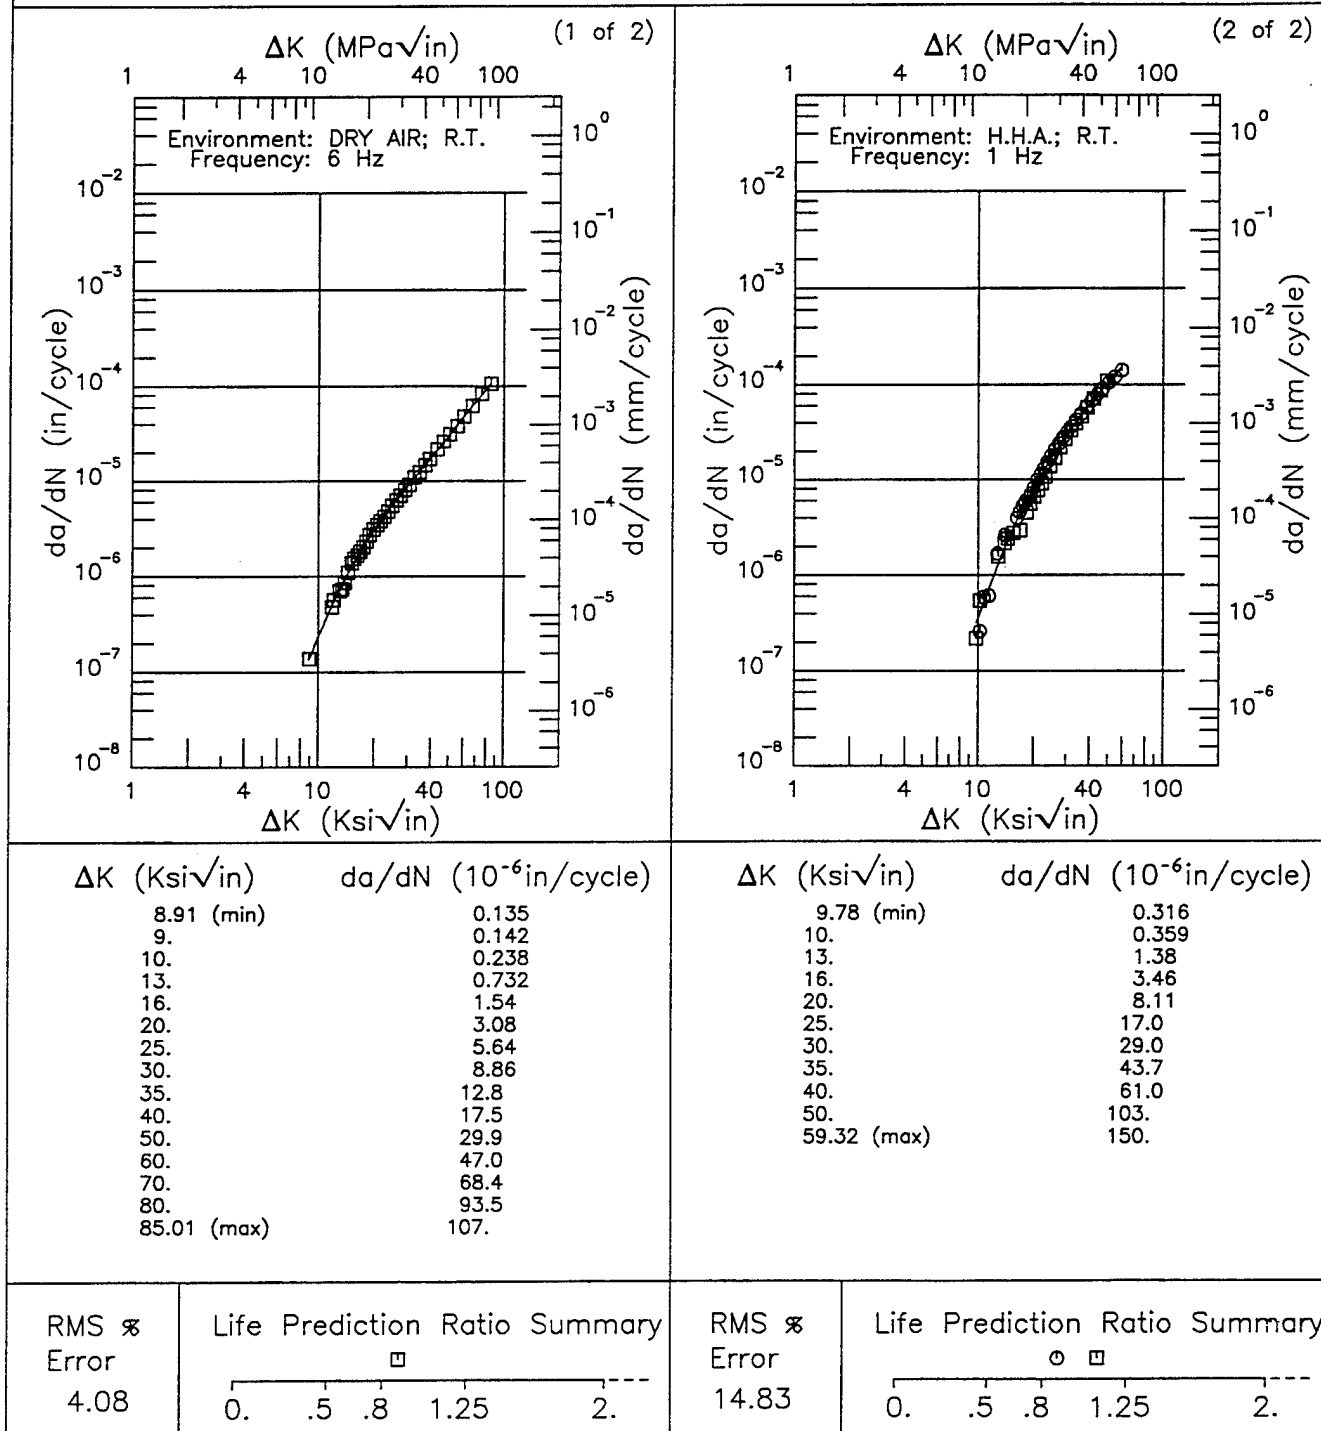 (1 of 2)
ΔK (MPa√in)
1 4 10 40 100
Environment: DRY AIR; R.T.
Frequency: 6 Hz
da/dN (in/cycle)
10⁻²
10⁻³
10⁻⁴
10⁻⁵
10⁻⁶
10⁻⁷
10⁻⁸
da/dN (mm/cycle)
10⁰
10⁻¹
10⁻²
10⁻³
10⁻⁴
10⁻⁵
10⁻⁶
1 4 10 40 100
ΔK (Ksi√in)
(2 of 2)
ΔK (MPa√in)
1 4 10 40 100
Environment: H.H.A.; R.T.
Frequency: 1 Hz
da/dN (in/cycle)
10⁻²
10⁻³
10⁻⁴
10⁻⁵
10⁻⁶
10⁻⁷
10⁻⁸
da/dN (mm/cycle)
10⁰
10⁻¹
10⁻²
10⁻³
10⁻⁴
10⁻⁵
10⁻⁶
1 4 10 40 100
ΔK (Ksi√in)
ΔK (Ksi√in) da/dN (10⁻⁶in/cycle)
8.91 (min) 0.135
9. 0.142
10. 0.238
13. 0.732
16. 1.54
20. 3.08
25. 5.64
30. 8.86
35. 12.8
40. 17.5
50. 29.9
60. 47.0
70. 68.4
80. 93.5
85.01 (max) 107.
ΔK (Ksi√in) da/dN (10⁻⁶in/cycle)
9.78 (min) 0.316
10. 0.359
13. 1.38
16. 3.46
20. 8.11
25. 17.0
30. 29.0
35. 43.7
40. 61.0
50. 103.
59.32 (max) 150.
RMS %
Error
4.08
Life Prediction Ratio Summary
0. .5 .8 1.25 2.
RMS %
Error
14.83
Life Prediction Ratio Summary
0. .5 .8 1.25 2.